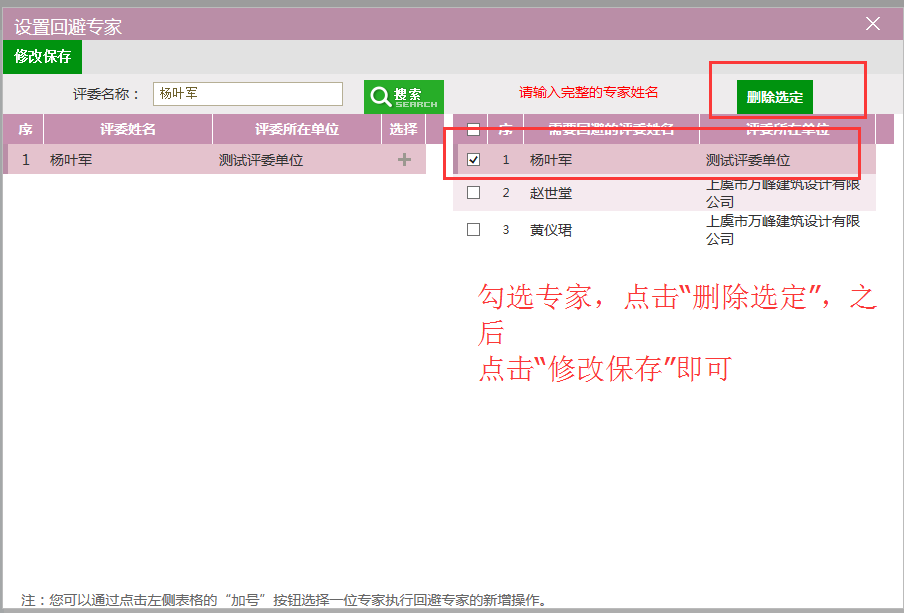 设置回避专家
修改保存
评委名称： 杨叶军 搜索 SEARCH 请输入完整的专家姓名 删除选定
序 评委姓名 评委所在单位 选择 序 需要回避的评委姓名 评委所在单位
1 杨叶军 测试评委单位 1 杨叶军 测试评委单位
2 赵世堂 上虞市万峰建筑设计有限
公司
3 黄仪珺 上虞市万峰建筑设计有限
公司
勾选专家，点击“删除选定”，之
后
点击“修改保存”即可
注：您可以通过点击左侧表格的“加号”按钮选择一位专家执行回避专家的新增操作。